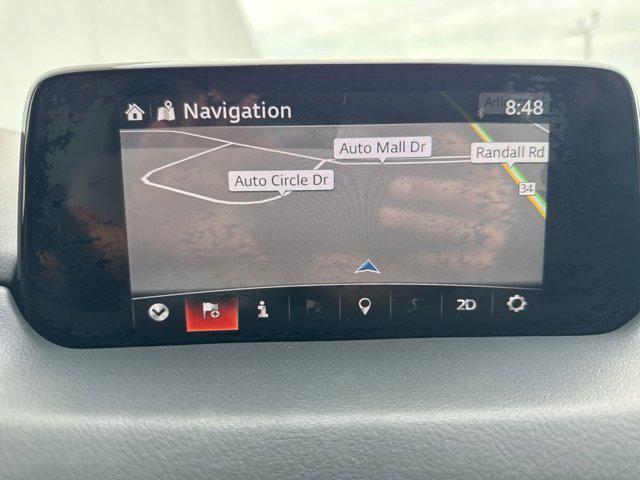 Navigation
8:48
Auto Mall Dr
Randall Rd
Auto Circle Dr
34
2D